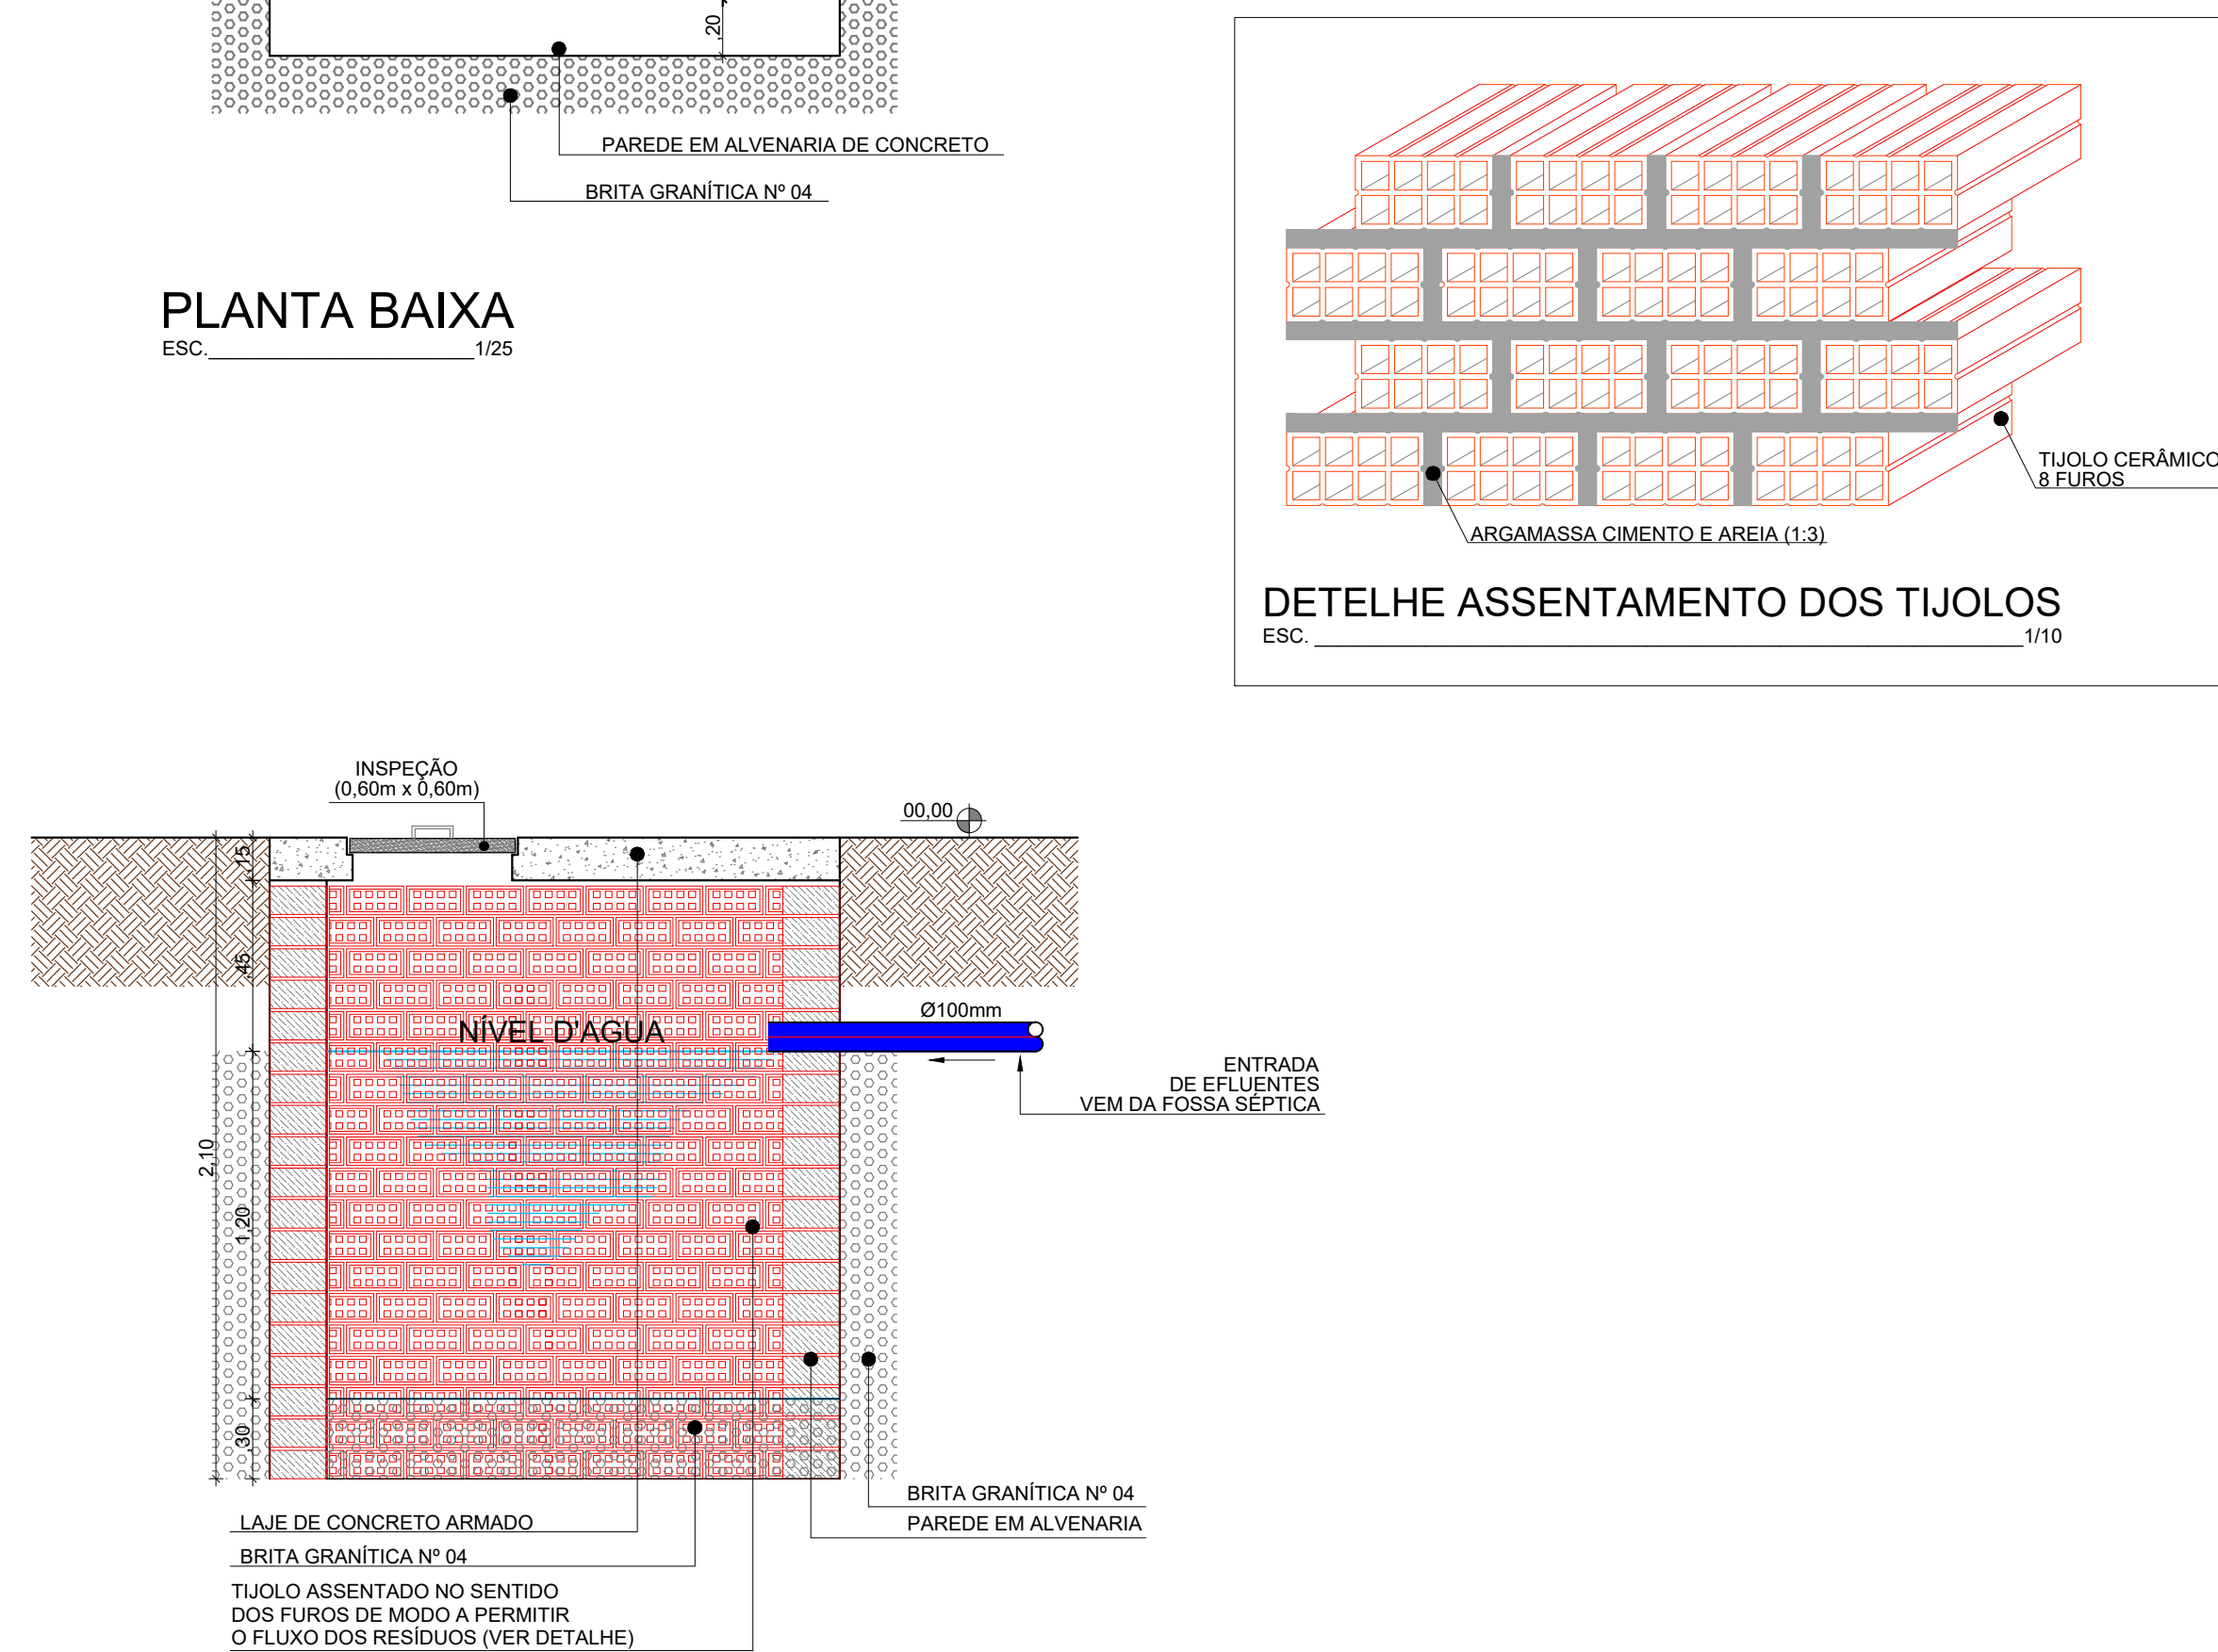 ,20
PAREDE EM ALVENARIA DE CONCRETO
BRITA GRANÍTICA Nº 04
PLANTA BAIXA
ESC. 1/25
TIJOLO CERÂMICO
8 FUROS
ARGAMASSA CIMENTO E AREIA (1:3)
DETELHE ASSENTAMENTO DOS TIJOLOS
ESC. 1/10
INSPEÇÃO
(0,60m x 0,60m)
00,00
,15
,45
Ø100mm
NÍVEL D'AGUA
ENTRADA
DE EFLUENTES
VEM DA FOSSA SÉPTICA
2,10
1,20
,30
BRITA GRANÍTICA Nº 04
PAREDE EM ALVENARIA
LAJE DE CONCRETO ARMADO
BRITA GRANÍTICA Nº 04
TIJOLO ASSENTADO NO SENTIDO
DOS FUROS DE MODO A PERMITIR
O FLUXO DOS RESÍDUOS (VER DETALHE)